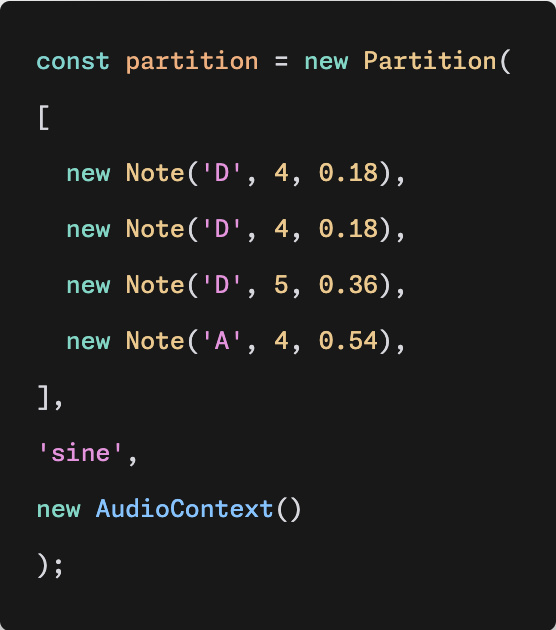 const partition = new Partition(
[
new Note('D', 4, 0.18),
new Note('D', 4, 0.18),
new Note('D', 5, 0.36),
new Note('A', 4, 0.54),
],
'sine',
new AudioContext()
);